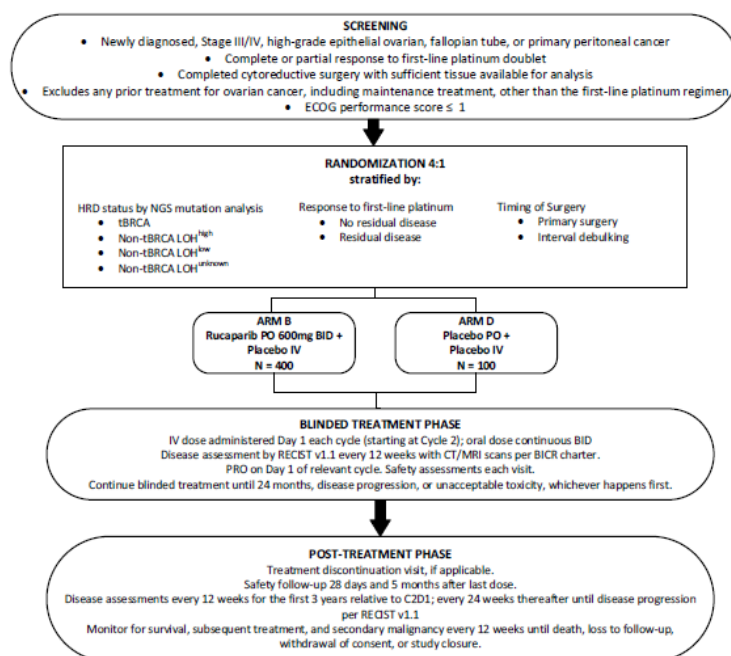 SCREENING
• Newly diagnosed, Stage III/IV, high-grade epithelial ovarian, fallopian tube, or primary peritoneal cancer
• Complete or partial response to first-line platinum doublet
• Completed cytoreductive surgery with sufficient tissue available for analysis
• Excludes any prior treatment for ovarian cancer, including maintenance treatment, other than the first-line platinum regimen
• ECOG performance score ≤ 1
RANDOMIZATION 4:1
stratified by:
HRD status by NGS mutation analysis
• tBRCA
• Non-tBRCA LOHhigh
• Non-tBRCA LOHlow
• Non-tBRCA LOHunknown
Response to first-line platinum
• No residual disease
• Residual disease
Timing of Surgery
• Primary surgery
• Interval debulking
ARM B
Rucaparib PO 600mg BID +
Placebo IV
N = 400
ARM D
Placebo PO +
Placebo IV
N = 100
BLINDED TREATMENT PHASE
IV dose administered Day 1 each cycle (starting at Cycle 2); oral dose continuous BID
Disease assessment by RECIST v1.1 every 12 weeks with CT/MRI scans per BICR charter.
PRO on Day 1 of relevant cycle. Safety assessments each visit.
Continue blinded treatment until 24 months, disease progression, or unacceptable toxicity, whichever happens first.
POST-TREATMENT PHASE
Treatment discontinuation visit, if applicable.
Safety follow-up 28 days and 5 months after last dose.
Disease assessments every 12 weeks for the first 3 years relative to C2D1; every 24 weeks thereafter until disease progression
per RECIST v1.1
Monitor for survival, subsequent treatment, and secondary malignancy every 12 weeks until death, loss to follow-up,
withdrawal of consent, or study closure.